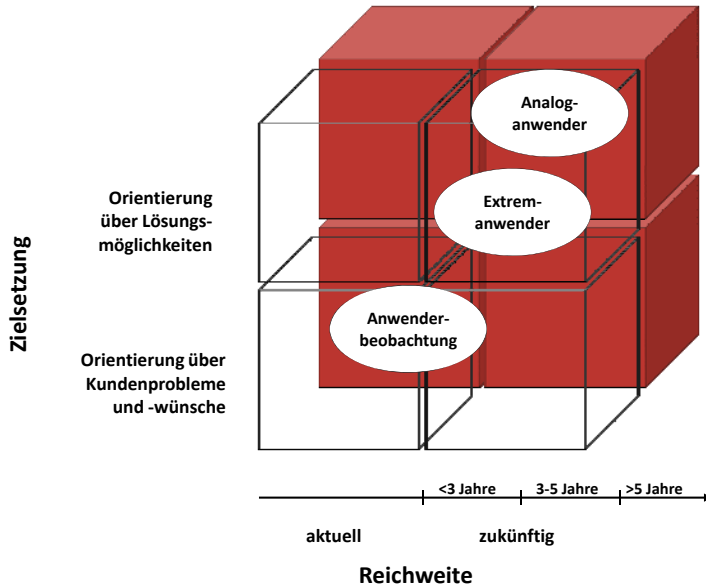 Analog-
anwender
Orientierung
über Lösungs-
möglichkeiten
Extrem-
anwender
Zielsetzung
Anwender-
beobachtung
Orientierung über
Kundenprobleme
und -wünsche
<3 Jahre
3-5 Jahre
>5 Jahre
aktuell
zukünftig
Reichweite